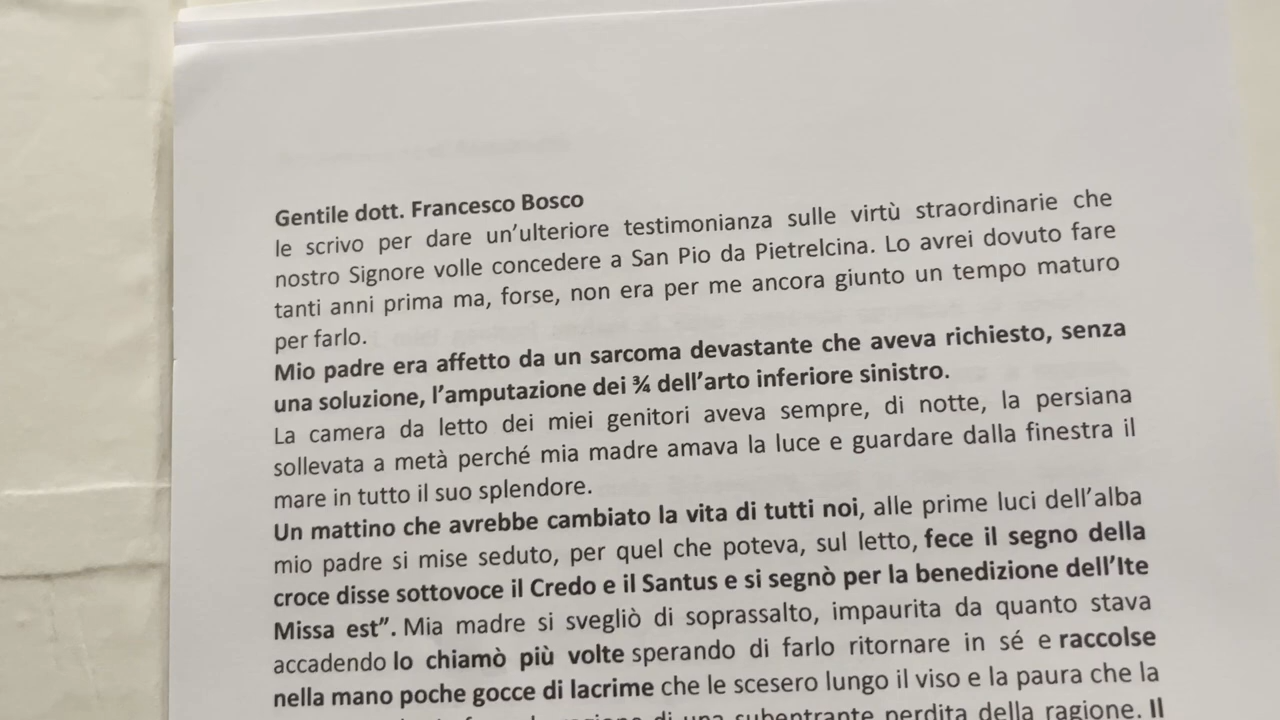 Gentile dott. Francesco Bosco
le scrivo per dare un’ulteriore testimonianza sulle virtù straordinarie che
nostro Signore volle concedere a San Pio da Pietrelcina. Lo avrei dovuto fare
tanti anni prima ma, forse, non era per me ancora giunto un tempo maturo
per farlo.
Mio padre era affetto da un sarcoma devastante che aveva richiesto, senza
una soluzione, l’amputazione dei ¾ dell’arto inferiore sinistro.
La camera da letto dei miei genitori aveva sempre, di notte, la persiana
sollevata a metà perché mia madre amava la luce e guardare dalla finestra il
mare in tutto il suo splendore.
Un mattino che avrebbe cambiato la vita di tutti noi, alle prime luci dell’alba
mio padre si mise seduto, per quel che poteva, sul letto, fece il segno della
croce disse sottovoce il Credo e il Santus e si segnò per la benedizione dell’Ite
Missa est”. Mia madre si svegliò di soprassalto, impaurita da quanto stava
accadendo lo chiamò più volte sperando di farlo ritornare in sé e raccolse
nella mano poche gocce di lacrime che le scesero lungo il viso e la paura che la
di una subentrante perdita della ragione. Il